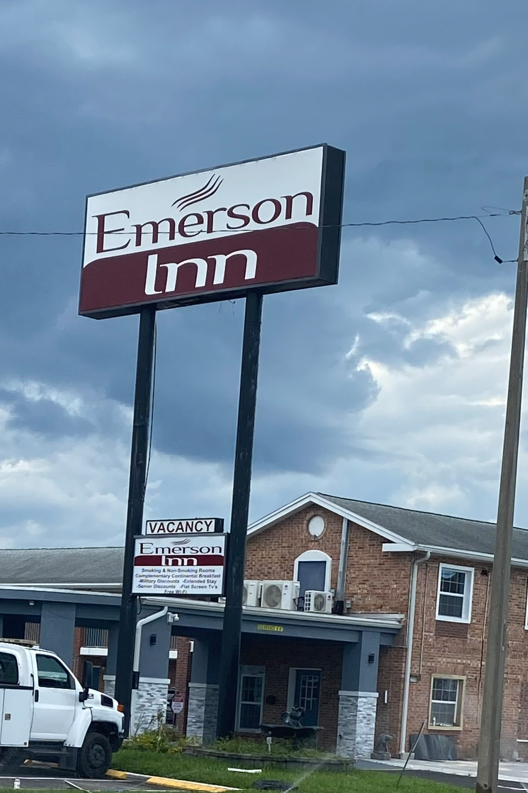 Emerson
Inn
VACANCY
Emerson
Inn
Smoking & Non-Smoking Rooms
Complementary Continental Breakfast
-Military Discounts -Extended Stay
-Senior Discounts -Flat Screen Tv's
Free Wi-Fi